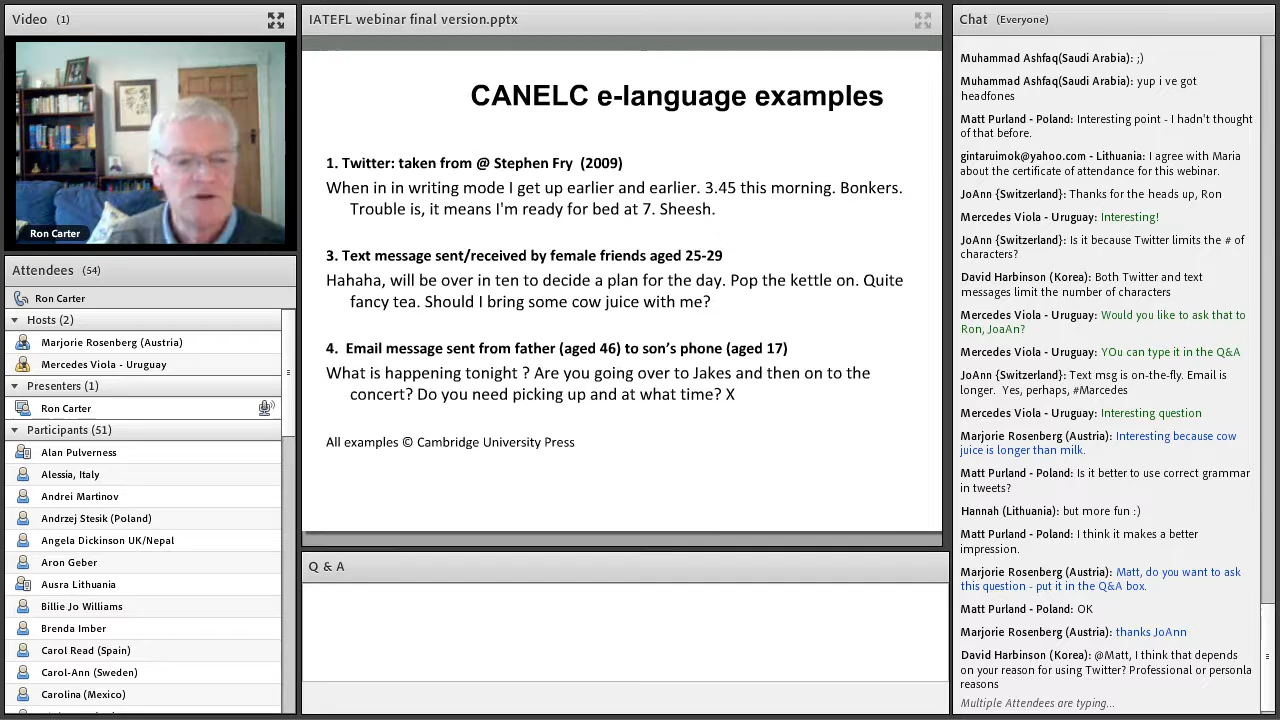 Video (1)
Ron Carter
Attendees (54)
Ron Carter
Hosts (2)
Marjorie Rosenberg (Austria)
Mercedes Viola - Uruguay
Presenters (1)
Ron Carter
Participants (51)
Alan Pulverness
Alessia, Italy
Andrei Martinov
Andrzej Stesik (Poland)
Angela Dickinson UK/Nepal
Aron Geber
Ausra Lithuania
Billie Jo Williams
Brenda Imber
Carol Read (Spain)
Carol-Ann (Sweden)
Carolina (Mexico)
IATEFL webinar final version.pptx
CANELC e-language examples
1. Twitter: taken from @ Stephen Fry (2009)
When in in writing mode I get up earlier and earlier. 3.45 this morning. Bonkers.
Trouble is, it means I'm ready for bed at 7. Sheesh.
3. Text message sent/received by female friends aged 25-29
Hahaha, will be over in ten to decide a plan for the day. Pop the kettle on. Quite
fancy tea. Should I bring some cow juice with me?
4. Email message sent from father (aged 46) to son’s phone (aged 17)
What is happening tonight ? Are you going over to Jakes and then on to the
concert? Do you need picking up and at what time? X
All examples © Cambridge University Press
Q & A
Chat (Everyone)
Muhammad Ashfaq(Saudi Arabia): ;)
Muhammad Ashfaq(Saudi Arabia): yup i ve got
headfones
Matt Purland - Poland: Interesting point - I hadn't thought
of that before.
gintaruimok@yahoo.com - Lithuania: I agree with Maria
about the certificate of attendance for this webinar.
JoAnn {Switzerland}: Thanks for the heads up, Ron
Mercedes Viola - Uruguay: Interesting!
JoAnn {Switzerland}: Is it because Twitter limits the # of
characters?
David Harbinson (Korea): Both Twitter and text
messages limit the number of characters
Mercedes Viola - Uruguay: Would you like to ask that to
Ron, JoaAn?
Mercedes Viola - Uruguay: YOu can type it in the Q&A
JoAnn {Switzerland}: Text msg is on-the-fly. Email is
longer. Yes, perhaps, #Marcedes
Mercedes Viola - Uruguay: Interesting question
Marjorie Rosenberg (Austria): Interesting because cow
juice is longer than milk.
Matt Purland - Poland: Is it better to use correct grammar
in tweets?
Hannah (Lithuania): but more fun :)
Matt Purland - Poland: I think it makes a better
impression.
Marjorie Rosenberg (Austria): Matt, do you want to ask
this question - put it in the Q&A box.
Matt Purland - Poland: OK
Marjorie Rosenberg (Austria): thanks JoAnn
David Harbinson (Korea): @Matt, I think that depends
on your reason for using Twitter? Professional or personla
reasons
Multiple Attendees are typing...